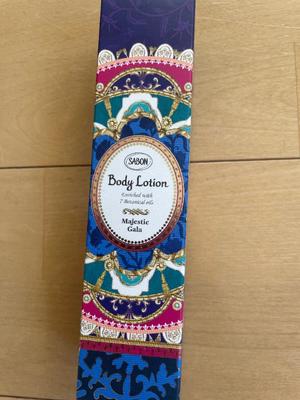 SABON
Body Lotion
Enriched with
7 Botanical oils
Majestic
Gala